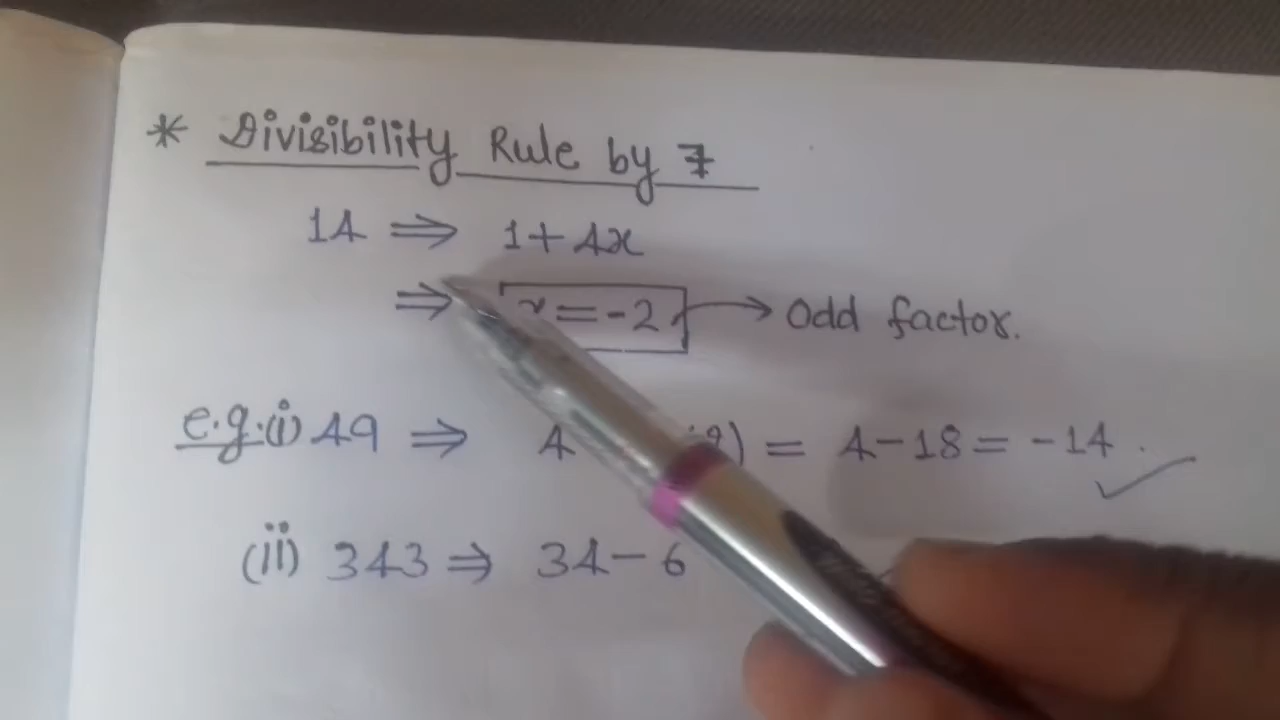 * Divisibility Rule by 7
14 ⇒ 1+4x
⇒ x=-2 → Odd factor.
e.g.(i) 49 ⇒ 4 9) = 4-18 = -14.
(ii) 343 ⇒ 34-6